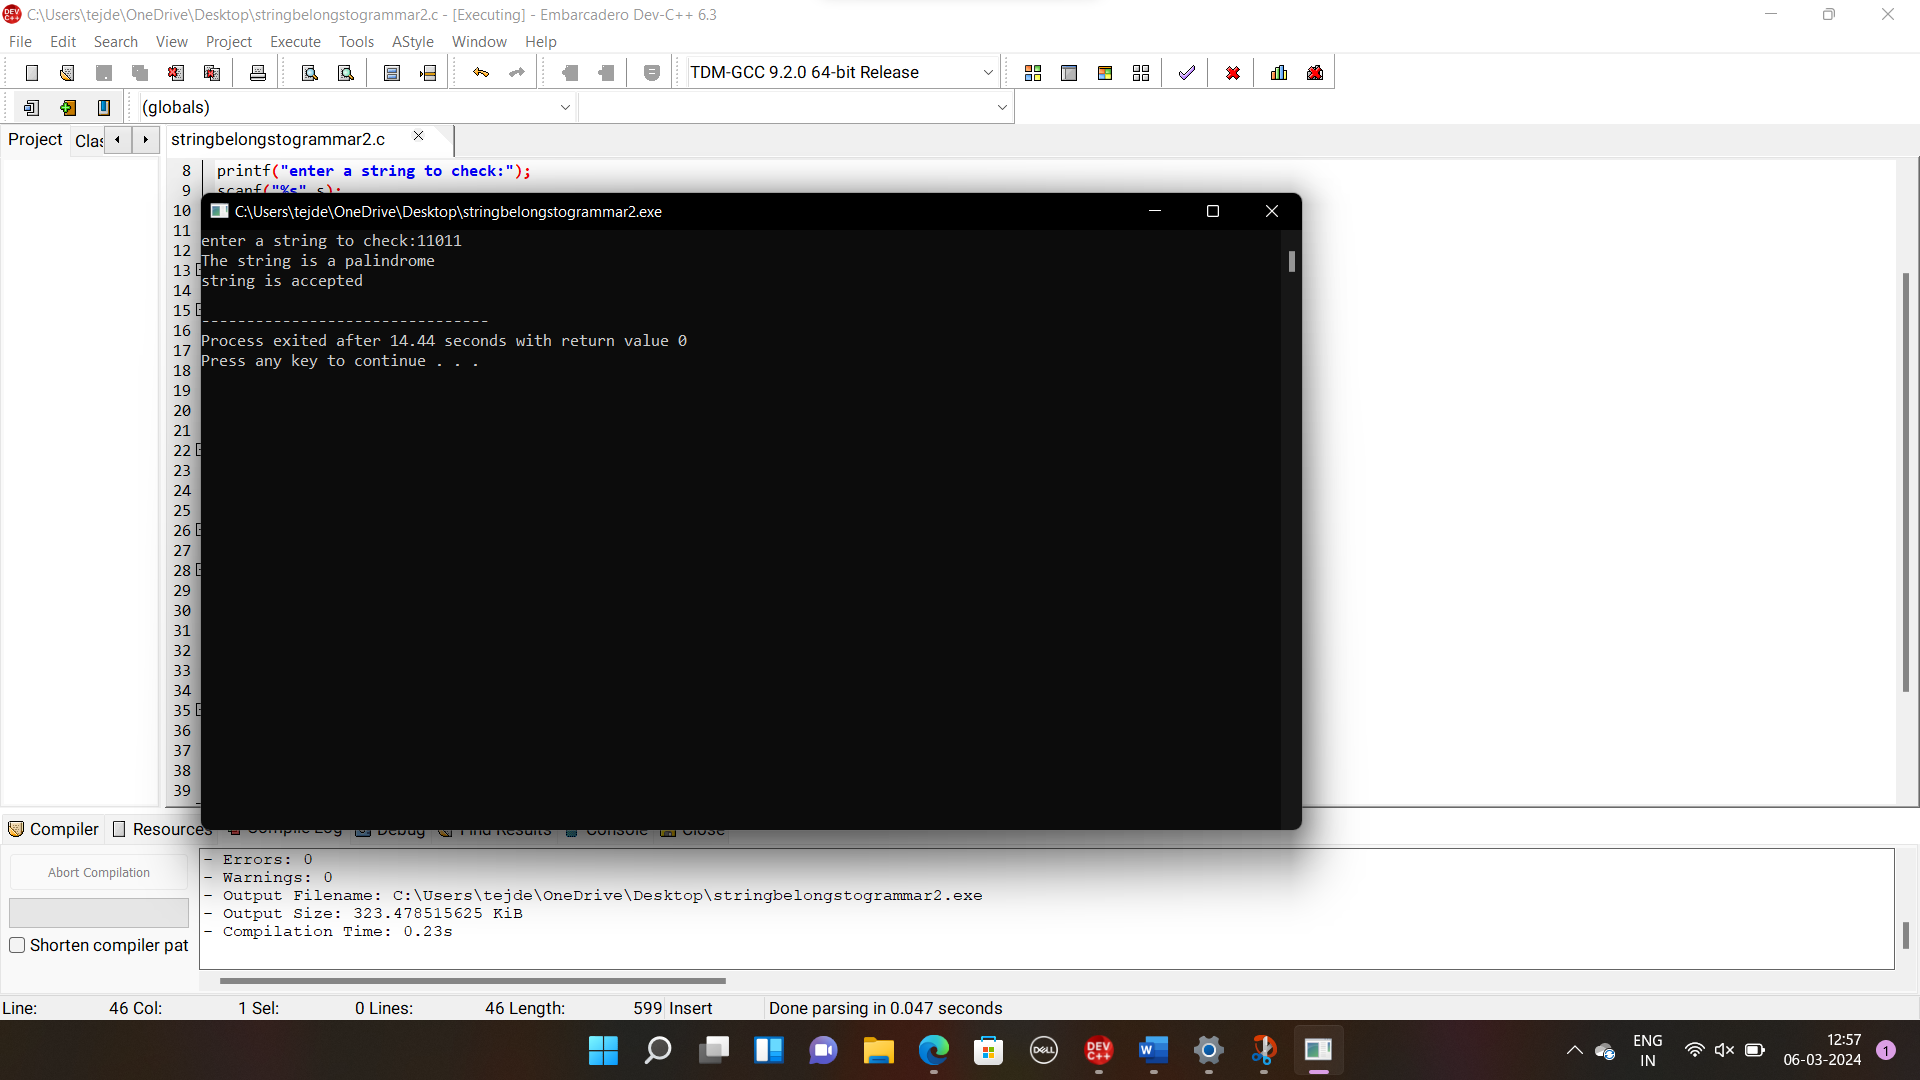 C:\Users\tejde\OneDrive\Desktop\stringbelongstogrammar2.c - [Executing] - Embarcadero Dev-C++ 6.3
File Edit Search View Project Execute Tools AStyle Window Help
TDM-GCC 9.2.0 64-bit Release
(globals)
Project Clas stringbelongstogrammar2.c
8 printf("enter a string to check:");
9 scanf("%s",s);
C:\Users\tejde\OneDrive\Desktop\stringbelongstogrammar2.exe
10
enter a string to check:11011
11
The string is a palindrome
12
string is accepted
13
14
15
--------------------------------
16
Process exited after 14.44 seconds with return value 0
17
Press any key to continue . . .
18
19
20
21
22
23
24
25
26
27
28
29
30
31
32
33
34
35
36
37
38
39
Compiler Resources Compile Log Debug Find Results Console Close
Abort Compilation
Shorten compiler pat
- Errors: 0
- Warnings: 0
- Output Filename: C:\Users\tejde\OneDrive\Desktop\stringbelongstogrammar2.exe
- Output Size: 323.478515625 KiB
- Compilation Time: 0.23s
Line: 46 Col: 1 Sel: 0 Lines: 46 Length: 599 Insert Done parsing in 0.047 seconds
DELL
DEV C++
W
ENG
IN
12:57
06-03-2024
1